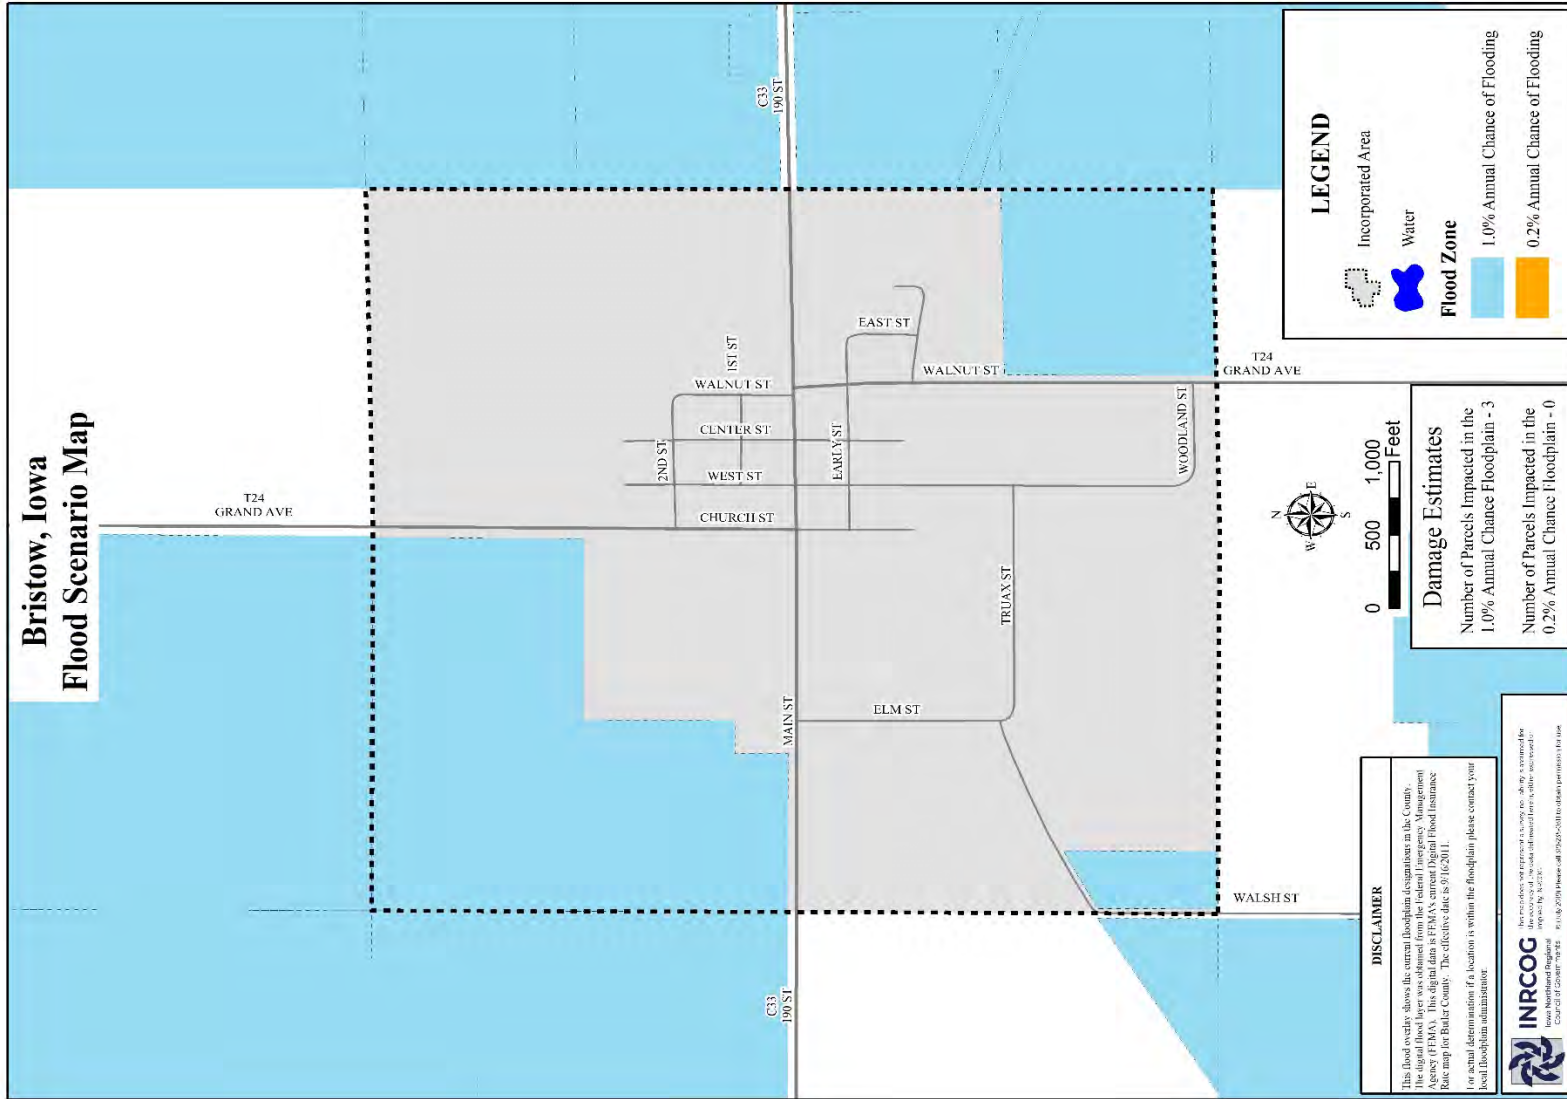 Bristow, Iowa
Flood Scenario Map
T24
GRAND AVE
C33
190 ST
1ST ST
WALNUT ST
2ND ST
CENTER ST
WEST ST
CHURCH ST
EAST ST
WALNUT ST
EARLY ST
WOODLAND ST
T24
GRAND AVE
MAIN ST
ELM ST
TRUAX ST
WALSH ST
C33
190 ST
LEGEND
Incorporated Area
Water
Flood Zone
1.0% Annual Chance of Flooding
0.2% Annual Chance of Flooding
N
W
E
S
0 500 1,000
Feet
Damage Estimates
Number of Parcels Impacted in the
1.0% Annual Chance Floodplain - 3
Number of Parcels Impacted in the
0.2% Annual Chance Floodplain - 0
DISCLAIMER
This flood overlay shows the current floodplain designations in the County.
The digital flood layer was obtained from the Federal Emergency Management
Agency (FEMA). This digital data is FEMA's current Digital Flood Insurance
Rate map for Butler County. The effective date is 9/16/2011.
For actual determination if a location is within the floodplain please contact your
local floodplain administrator.
INRCOG
Iowa Northland Regional
Council of Governments